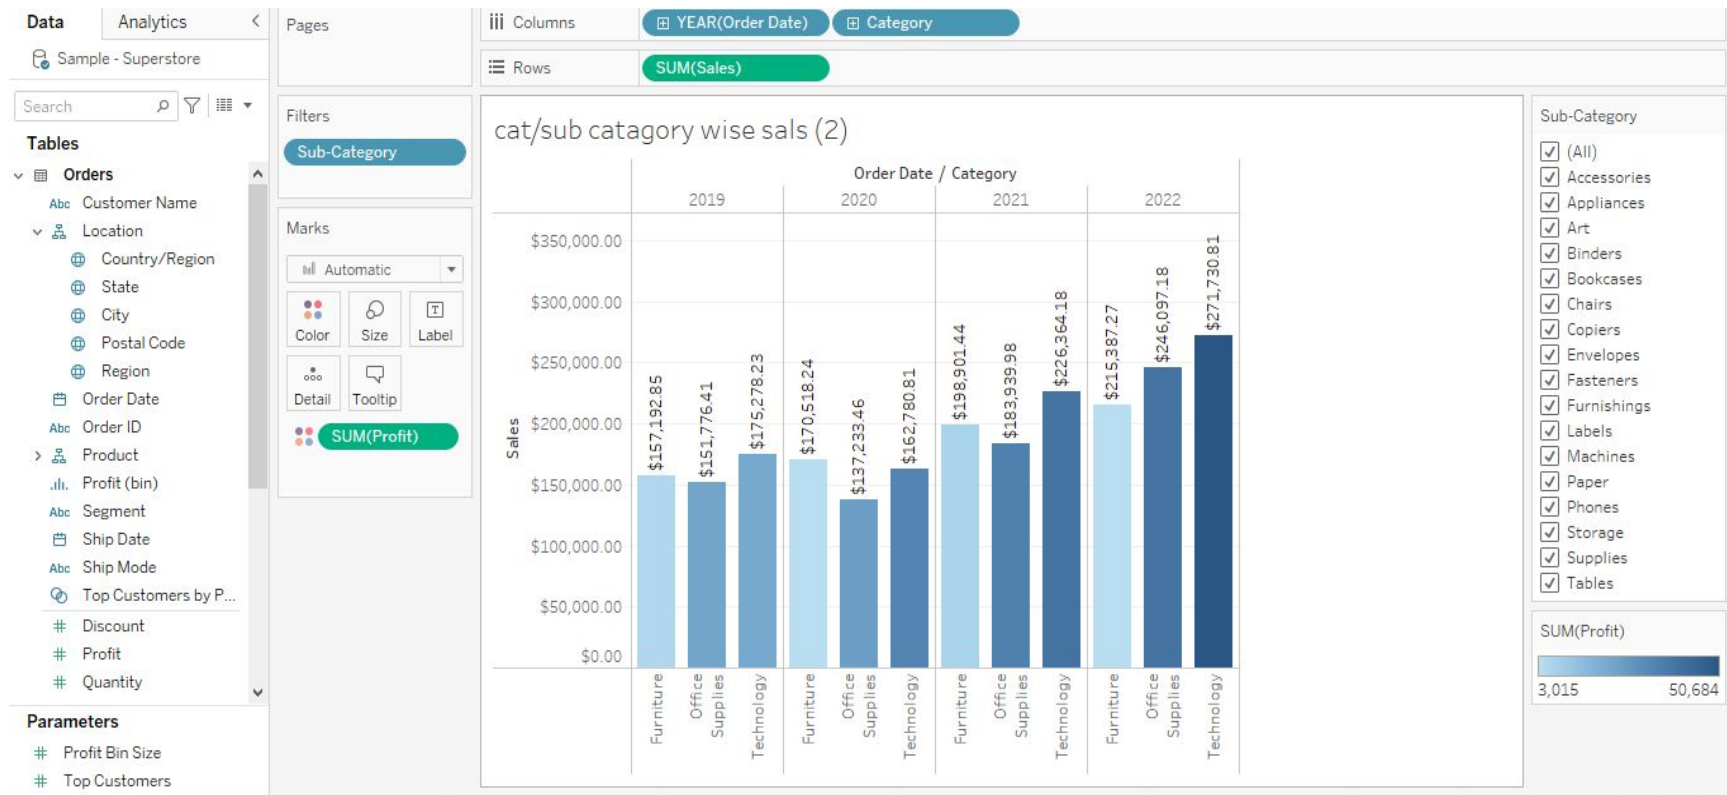 Data
Analytics
Sample - Superstore
Search
Tables
Orders
Abc Customer Name
Location
Country/Region
State
City
Postal Code
Region
Order Date
Abc Order ID
Product
Profit (bin)
Abc Segment
Ship Date
Abc Ship Mode
Top Customers by P...
# Discount
# Profit
# Quantity
Parameters
# Profit Bin Size
# Top Customers
Pages
Filters
Sub-Category
Marks
Automatic
Color Size Label
Detail Tooltip
SUM(Profit)
Columns
YEAR(Order Date)
Category
Rows
SUM(Sales)
cat/sub catagory wise sals (2)
Order Date / Category
2019 2020 2021 2022
Sales
$350,000.00
$300,000.00
$250,000.00
$200,000.00
$150,000.00
$100,000.00
$50,000.00
$0.00
$157,192.85
$151,776.41
$175,278.23
$170,518.24
$137,233.46
$162,780.81
$198,901.44
$183,939.98
$226,364.18
$215,387.27
$246,097.18
$271,730.81
Furniture
Office
Supplies
Technology
Furniture
Office
Supplies
Technology
Furniture
Office
Supplies
Technology
Furniture
Office
Supplies
Technology
Sub-Category
(All)
Accessories
Appliances
Art
Binders
Bookcases
Chairs
Copiers
Envelopes
Fasteners
Furnishings
Labels
Machines
Paper
Phones
Storage
Supplies
Tables
SUM(Profit)
3,015 50,684